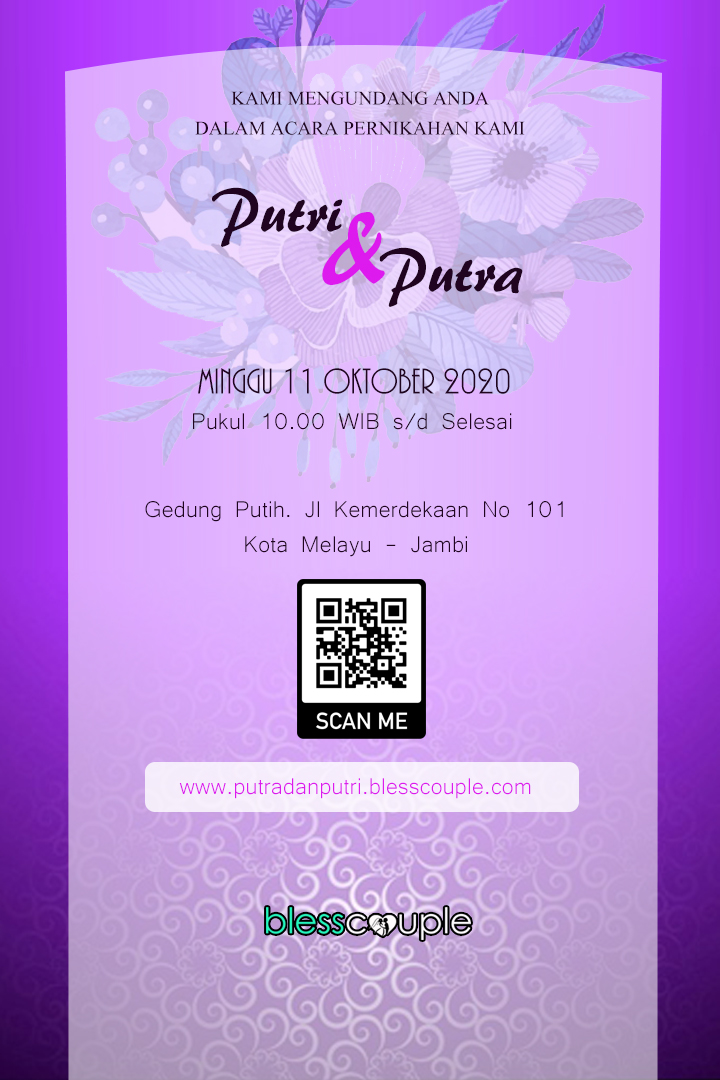 KAMI MENGUNDANG ANDA
DALAM ACARA PERNIKAHAN KAMI
Putri
&
Putra
MINGGU 11 OKTOBER 2020
Pukul 10.00 WIB s/d Selesai
Gedung Putih. Jl Kemerdekaan No 101
Kota Melayu - Jambi
SCAN ME
www.putradanputri.blesscouple.com
blesscouple